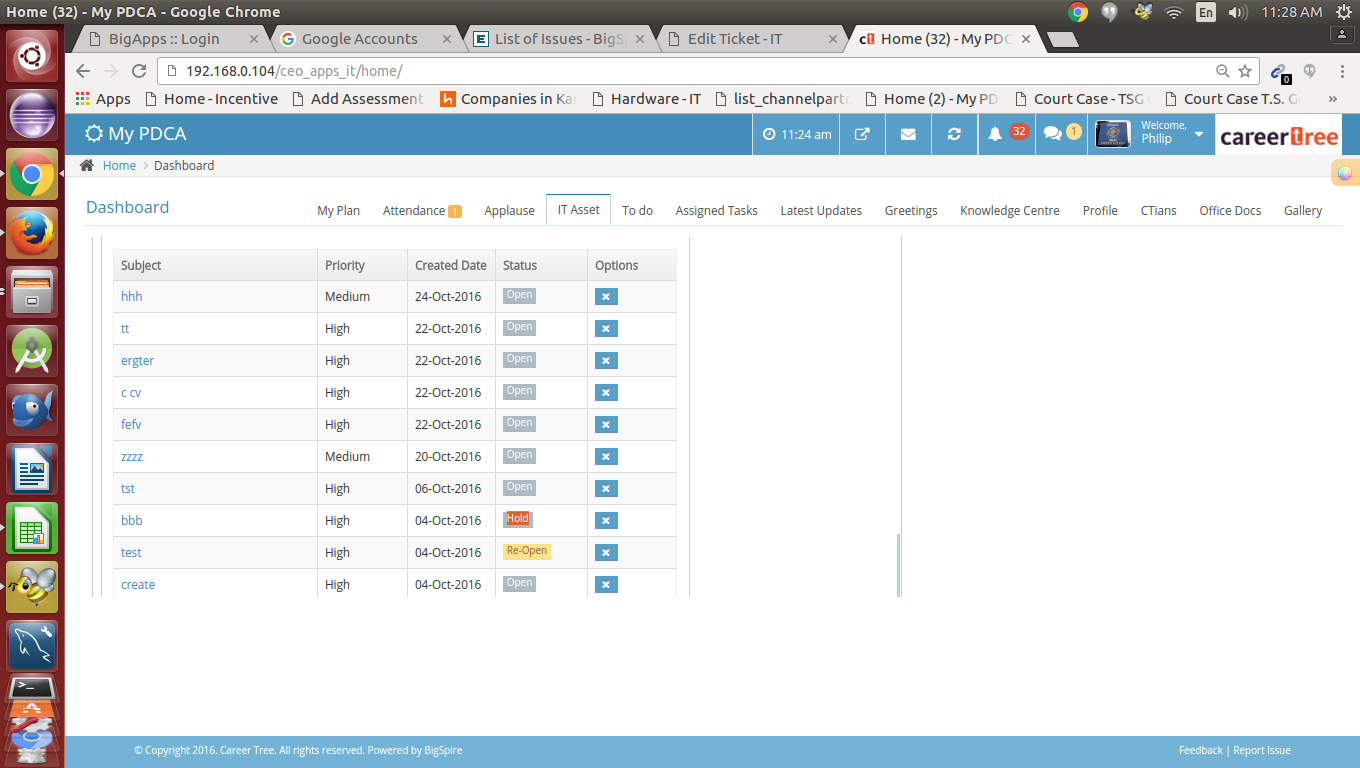 Home (32) - My PDCA - Google Chrome
En 11:28 AM
BigApps :: Login
Google Accounts
List of Issues - BigS
Edit Ticket - IT
Home (32) - My PDC
192.168.0.104/ceo_apps_it/home/
0
Apps
Home - Incentive
Add Assessment
Companies in Ka
Hardware - IT
list_channelpartn
Home (2) - My PD
Court Case - TSG
Court Case T.S. G
»
My PDCA
11:24 am
32
1
Welcome,
Philip
careertree
Home > Dashboard
Dashboard
My Plan
Attendance 1
Applause
IT Asset
To do
Assigned Tasks
Latest Updates
Greetings
Knowledge Centre
Profile
CTians
Office Docs
Gallery
Subject Priority Created Date Status Options
hhh Medium 24-Oct-2016 Open
tt High 22-Oct-2016 Open
ergter High 22-Oct-2016 Open
c cv High 22-Oct-2016 Open
fefv High 22-Oct-2016 Open
zzzz Medium 20-Oct-2016 Open
tst High 06-Oct-2016 Open
bbb High 04-Oct-2016 Hold
test High 04-Oct-2016 Re-Open
create High 04-Oct-2016 Open
© Copyright 2016. Career Tree. All rights reserved. Powered by BigSpire
Feedback | Report Issue